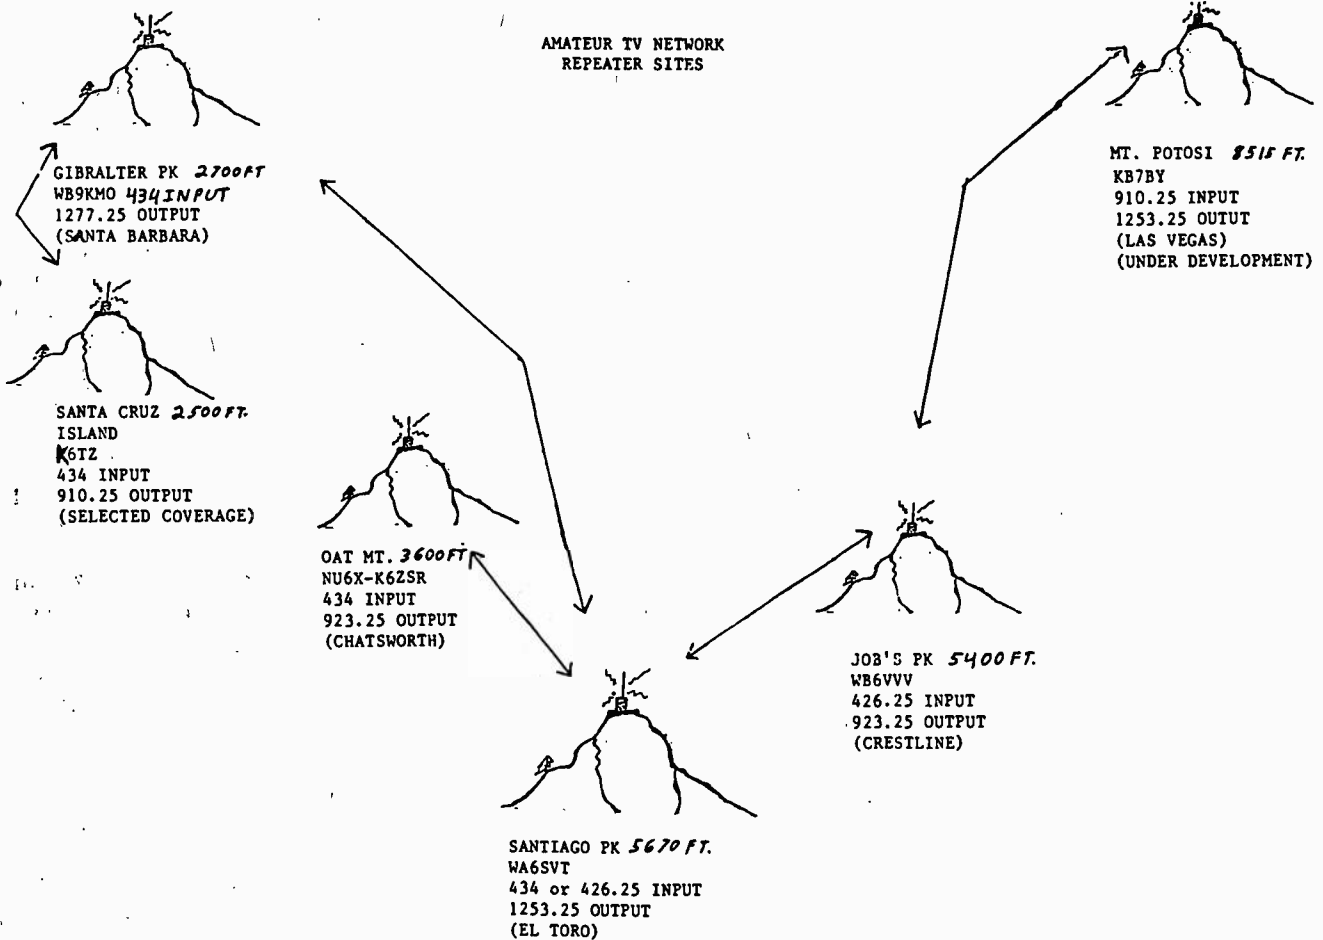 AMATEUR TV NETWORK
REPEATER SITES
GIBRALTER PK 2700FT
WB9KMO 434 INPUT
1277.25 OUTPUT
(SANTA BARBARA)
MT. POTOSI 8515 FT.
KB7BY
910.25 INPUT
1253.25 OUTUT
(LAS VEGAS)
(UNDER DEVELOPMENT)
SANTA CRUZ 2500FT.
ISLAND
K6TZ
434 INPUT
910.25 OUTPUT
(SELECTED COVERAGE)
OAT MT. 3600FT
NU6X-K6ZSR
434 INPUT
923.25 OUTPUT
(CHATSWORTH)
JOB'S PK 5400FT.
WB6VVV
426.25 INPUT
923.25 OUTPUT
(CRESTLINE)
SANTIAGO PK 5670 FT.
WA6SVT
434 or 426.25 INPUT
1253.25 OUTPUT
(EL TORO)